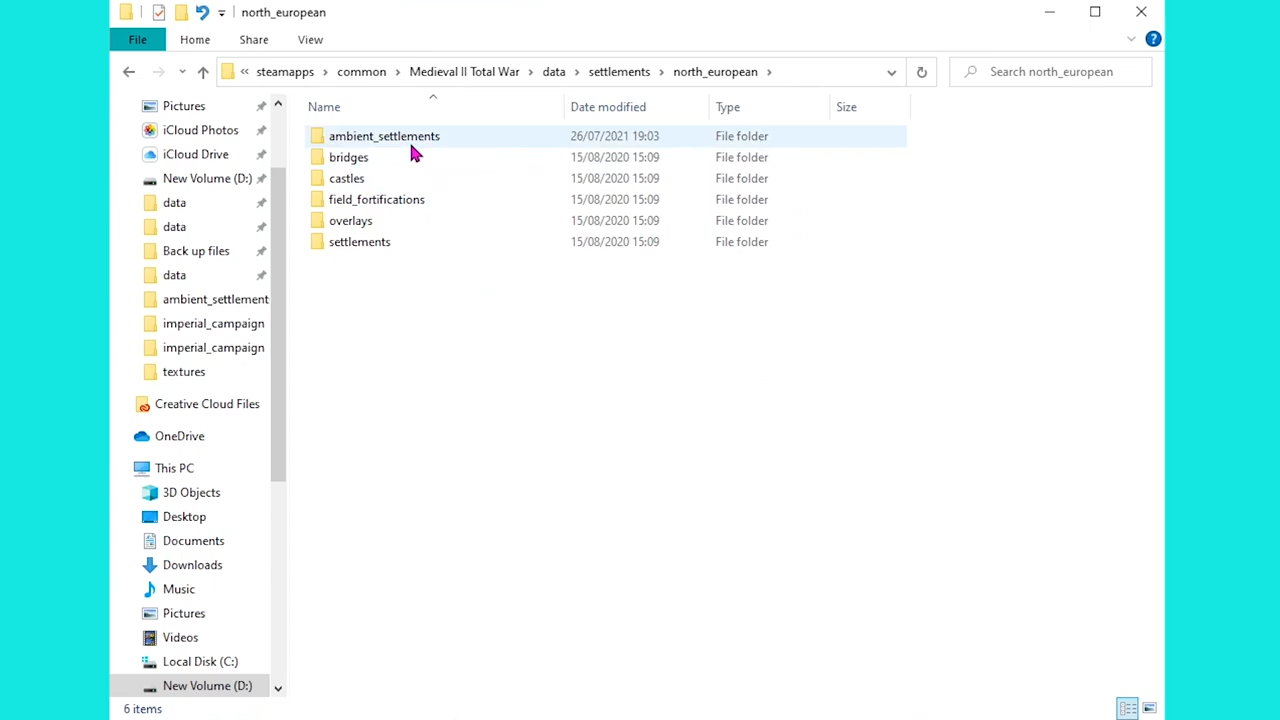 north_european
File Home Share View
« steamapps › common › Medieval II Total War › data › settlements › north_european ›
Search north_european
Name Date modified Type Size
ambient_settlements 26/07/2021 19:03 File folder
bridges 15/08/2020 15:09 File folder
castles 15/08/2020 15:09 File folder
field_fortifications 15/08/2020 15:09 File folder
overlays 15/08/2020 15:09 File folder
settlements 15/08/2020 15:09 File folder
Pictures
iCloud Photos
iCloud Drive
New Volume (D:)
data
data
Back up files
data
ambient_settlement
imperial_campaign
imperial_campaign
textures
Creative Cloud Files
OneDrive
This PC
3D Objects
Desktop
Documents
Downloads
Music
Pictures
Videos
Local Disk (C:)
New Volume (D:)
6 items